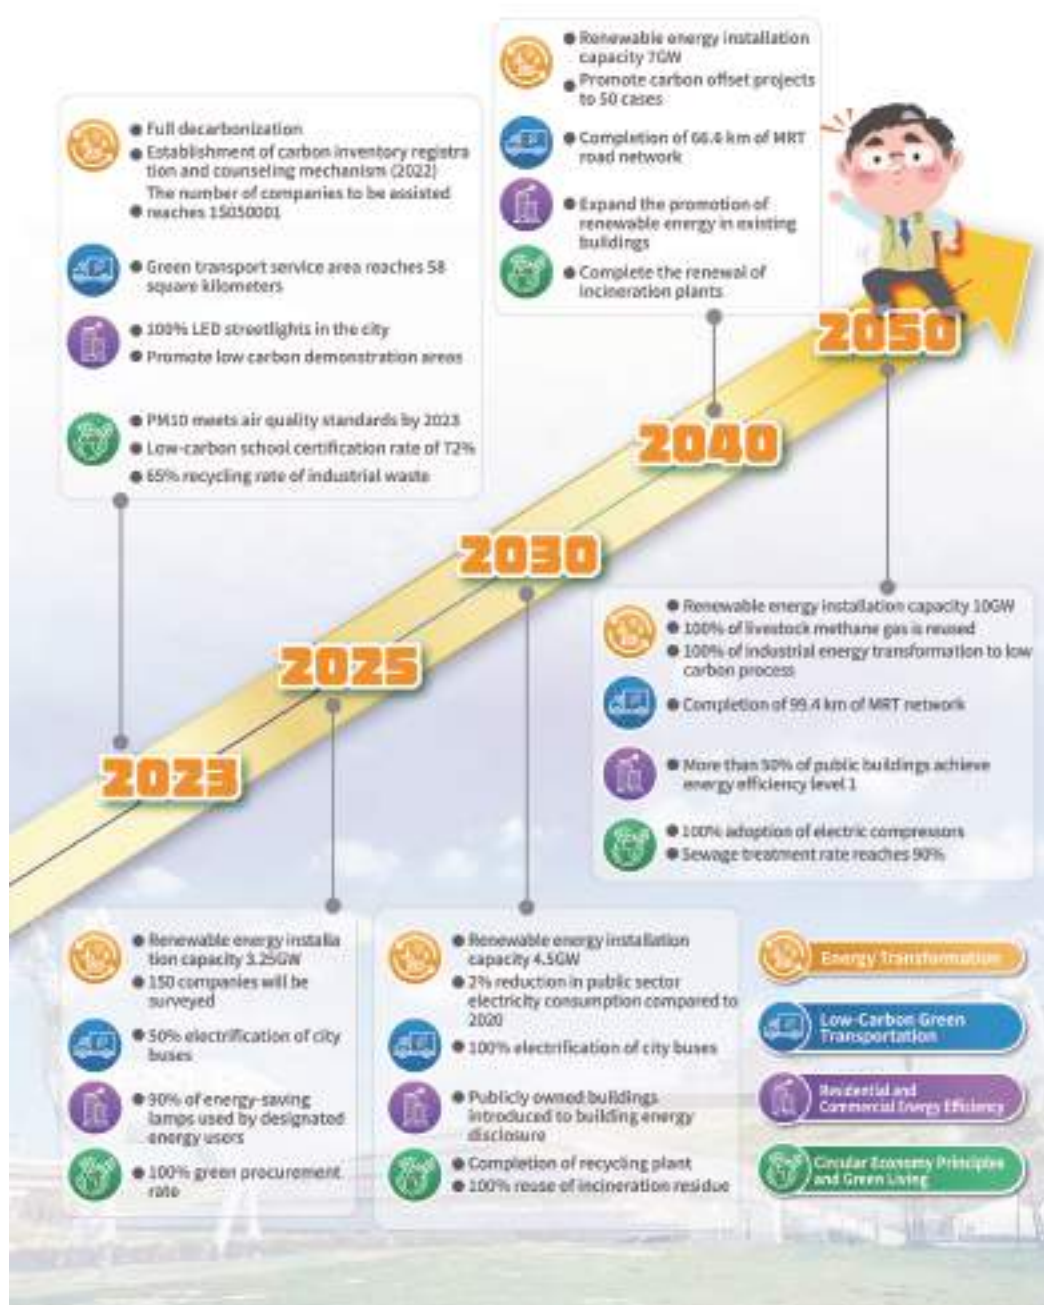 Renewable energy installation
capacity 7GW
Promote carbon offset projects
to 50 cases
Completion of 66.6 km of MRT
road network
Expand the promotion of
renewable energy in existing
buildings
Complete the renewal of
incineration plants
Full decarbonization
Establishment of carbon inventory registra
tion and counseling mechanism (2022)
The number of companies to be assisted
reaches 15050001
Green transport service area reaches 58
square kilometers
100% LED streetlights in the city
Promote low carbon demonstration areas
PM10 meets air quality standards by 2023
Low-carbon school certification rate of 72%
65% recycling rate of industrial waste
2050
2040
2030
2025
2023
Renewable energy installation capacity 10GW
100% of livestock methane gas is reused
100% of industrial energy transformation to low
carbon process
Completion of 99.4 km of MRT network
More than 50% of public buildings achieve
energy efficiency level 1
100% adoption of electric compressors
Sewage treatment rate reaches 90%
Renewable energy installa
tion capacity 3.25GW
150 companies will be
surveyed
50% electrification of city
buses
90% of energy-saving
lamps used by designated
energy users
100% green procurement
rate
Renewable energy installation
capacity 4.5GW
2% reduction in public sector
electricity consumption compared to
2020
100% electrification of city buses
Publicly owned buildings
introduced to building energy
disclosure
Completion of recycling plant
100% reuse of incineration residue
Energy Transformation
Low-Carbon Green
Transportation
Residential and
Commercial Energy Efficiency
Circular Economy Principles
and Green Living